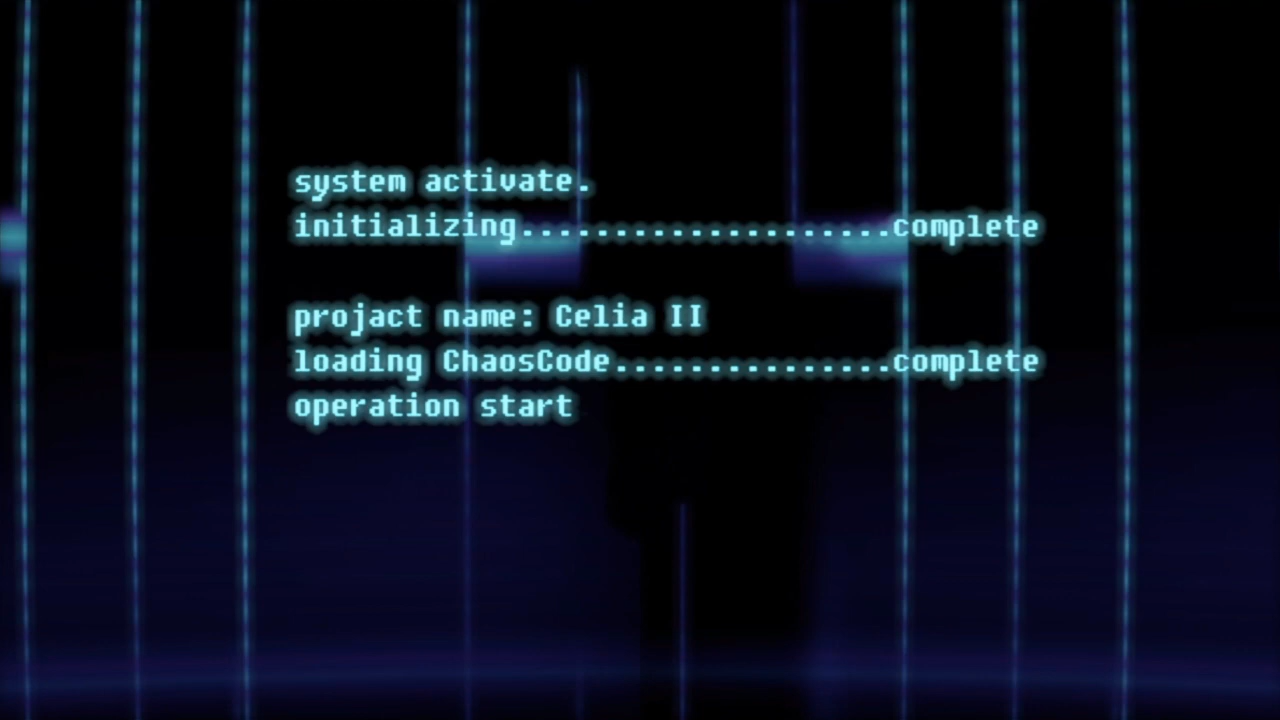 system activate.
initializing....................complete
projact name: Celia II
loading ChaosCode...............complete
operation start